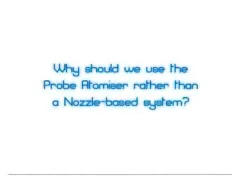 Why should we use the
Probe Atomiser rather than
a Nozzle-based system?